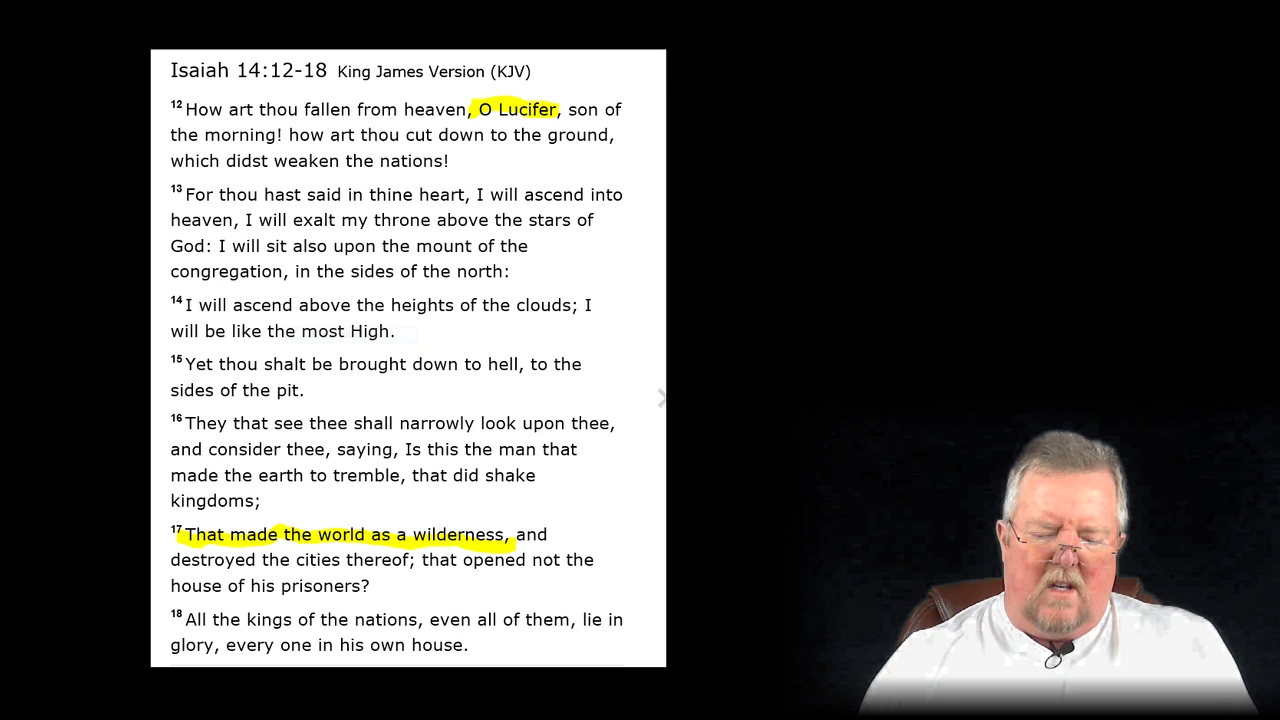 Isaiah 14:12-18 King James Version (KJV)
12 How art thou fallen from heaven, O Lucifer, son of
the morning! how art thou cut down to the ground,
which didst weaken the nations!
13 For thou hast said in thine heart, I will ascend into
heaven, I will exalt my throne above the stars of
God: I will sit also upon the mount of the
congregation, in the sides of the north:
14 I will ascend above the heights of the clouds; I
will be like the most High.
15 Yet thou shalt be brought down to hell, to the
sides of the pit.
16 They that see thee shall narrowly look upon thee,
and consider thee, saying, Is this the man that
made the earth to tremble, that did shake
kingdoms;
17 That made the world as a wilderness, and
destroyed the cities thereof; that opened not the
house of his prisoners?
18 All the kings of the nations, even all of them, lie in
glory, every one in his own house.